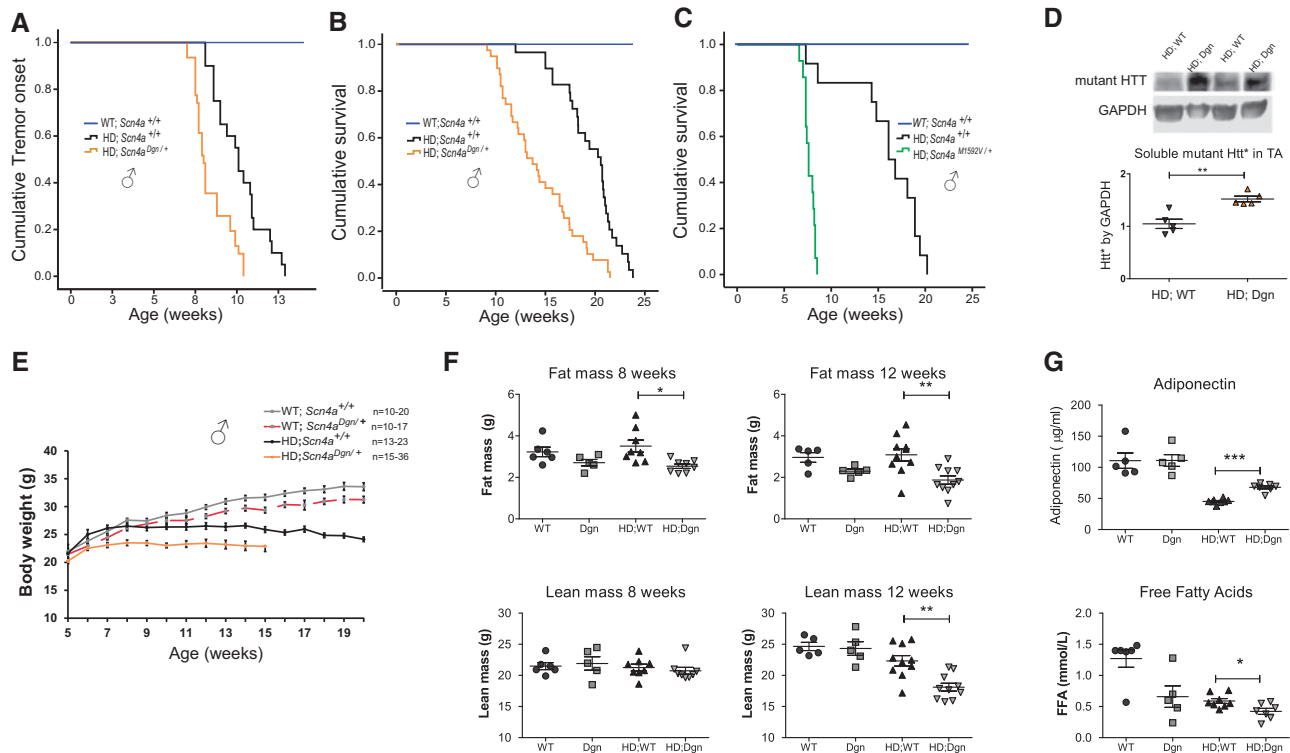 A
1.0
0.8
0.6
0.4
0.2
0.0
Cumulative Tremor onset
WT; Scn4a +/+
HD; Scn4a +/+
HD; Scn4a Dgn/+
♂
0 3 5 8 10 13
Age (weeks)
B
1.0
0.8
0.6
0.4
0.2
0.0
Cumulative survival
WT; Scn4a +/+
HD; Scn4a +/+
HD; Scn4a Dgn/+
♂
0 5 10 15 20 25
Age (weeks)
C
1.0
0.8
0.6
0.4
0.2
0.0
Cumulative survival
WT; Scn4a +/+
HD; Scn4a +/+
HD; Scn4a M1592V/+
♂
0 5 10 15 20 25
Age (weeks)
D
HD; WT HD; Dgn HD; WT HD; Dgn
mutant HTT
GAPDH
Soluble mutant Htt* in TA
**
2
1
0
Htt* by GAPDH
HD; WT HD; Dgn
E
♂
WT; Scn4a+/+ n=10-20
WT; Scn4aDgn/+ n=10-17
HD;Scn4a+/+ n=13-23
HD;Scn4aDgn/+ n=15-36
40
35
30
25
20
15
10
Body weight (g)
5 7 9 11 13 15 17 19
Age (weeks)
F
Fat mass 8 weeks
*
6
4
2
0
Fat mass (g)
WT Dgn HD;WT HD;Dgn
Fat mass 12 weeks
**
6
4
2
0
Fat mass (g)
WT Dgn HD;WT HD;Dgn
Lean mass 8 weeks
30
25
20
15
10
Lean mass (g)
WT Dgn HD;WT HD;Dgn
Lean mass 12 weeks
**
30
25
20
15
10
Lean mass (g)
WT Dgn HD;WT HD;Dgn
G
Adiponectin
***
200
150
100
50
0
Adiponectin ( μg/ml)
WT Dgn HD;WT HD;Dgn
Free Fatty Acids
*
2.0
1.5
1.0
0.5
0.0
FFA (mmol/L)
WT Dgn HD;WT HD;Dgn